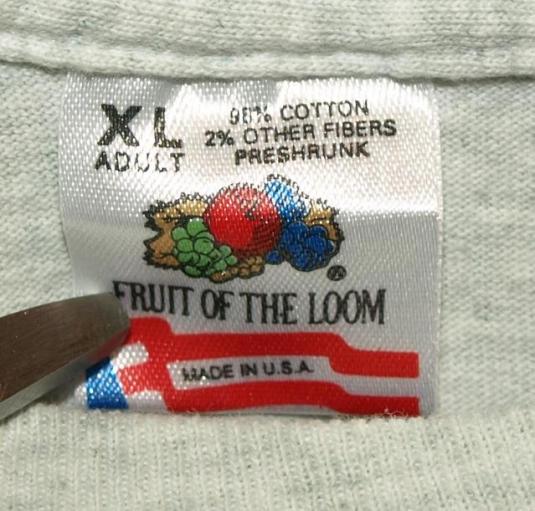 XL
ADULT
98% COTTON
2% OTHER FIBERS
PRESHRUNK
®
FRUIT OF THE LOOM
MADE IN U.S.A.